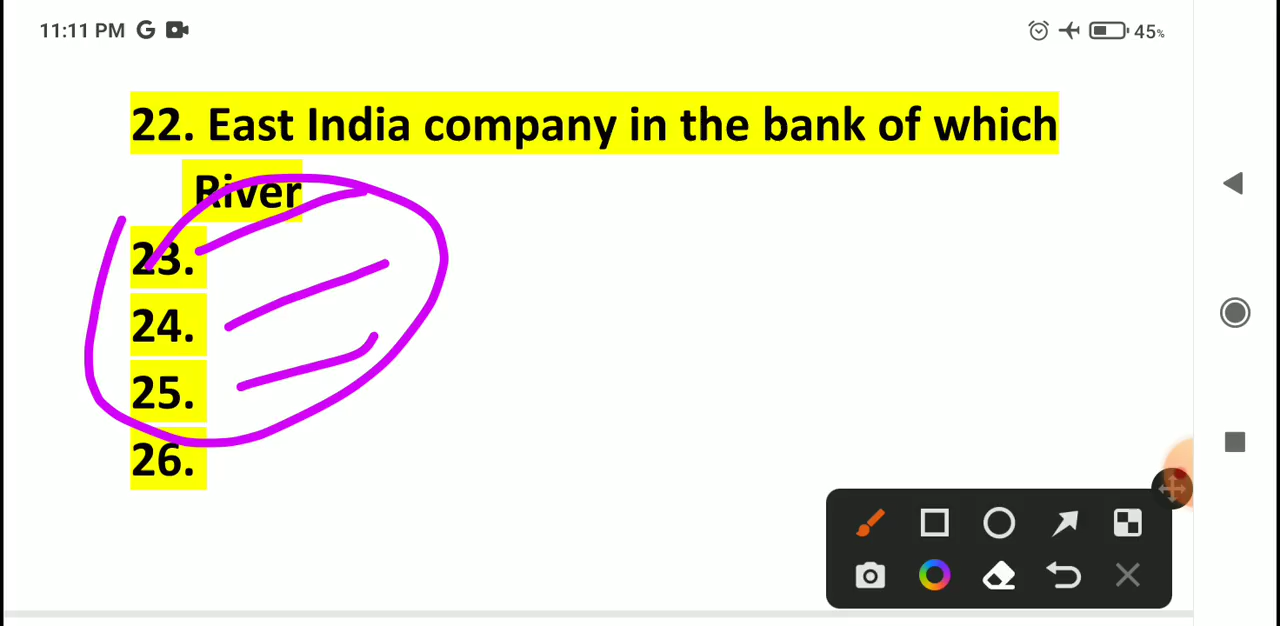 11:11 PM G
45%
22. East India company in the bank of which
River
23.
24.
25.
26.